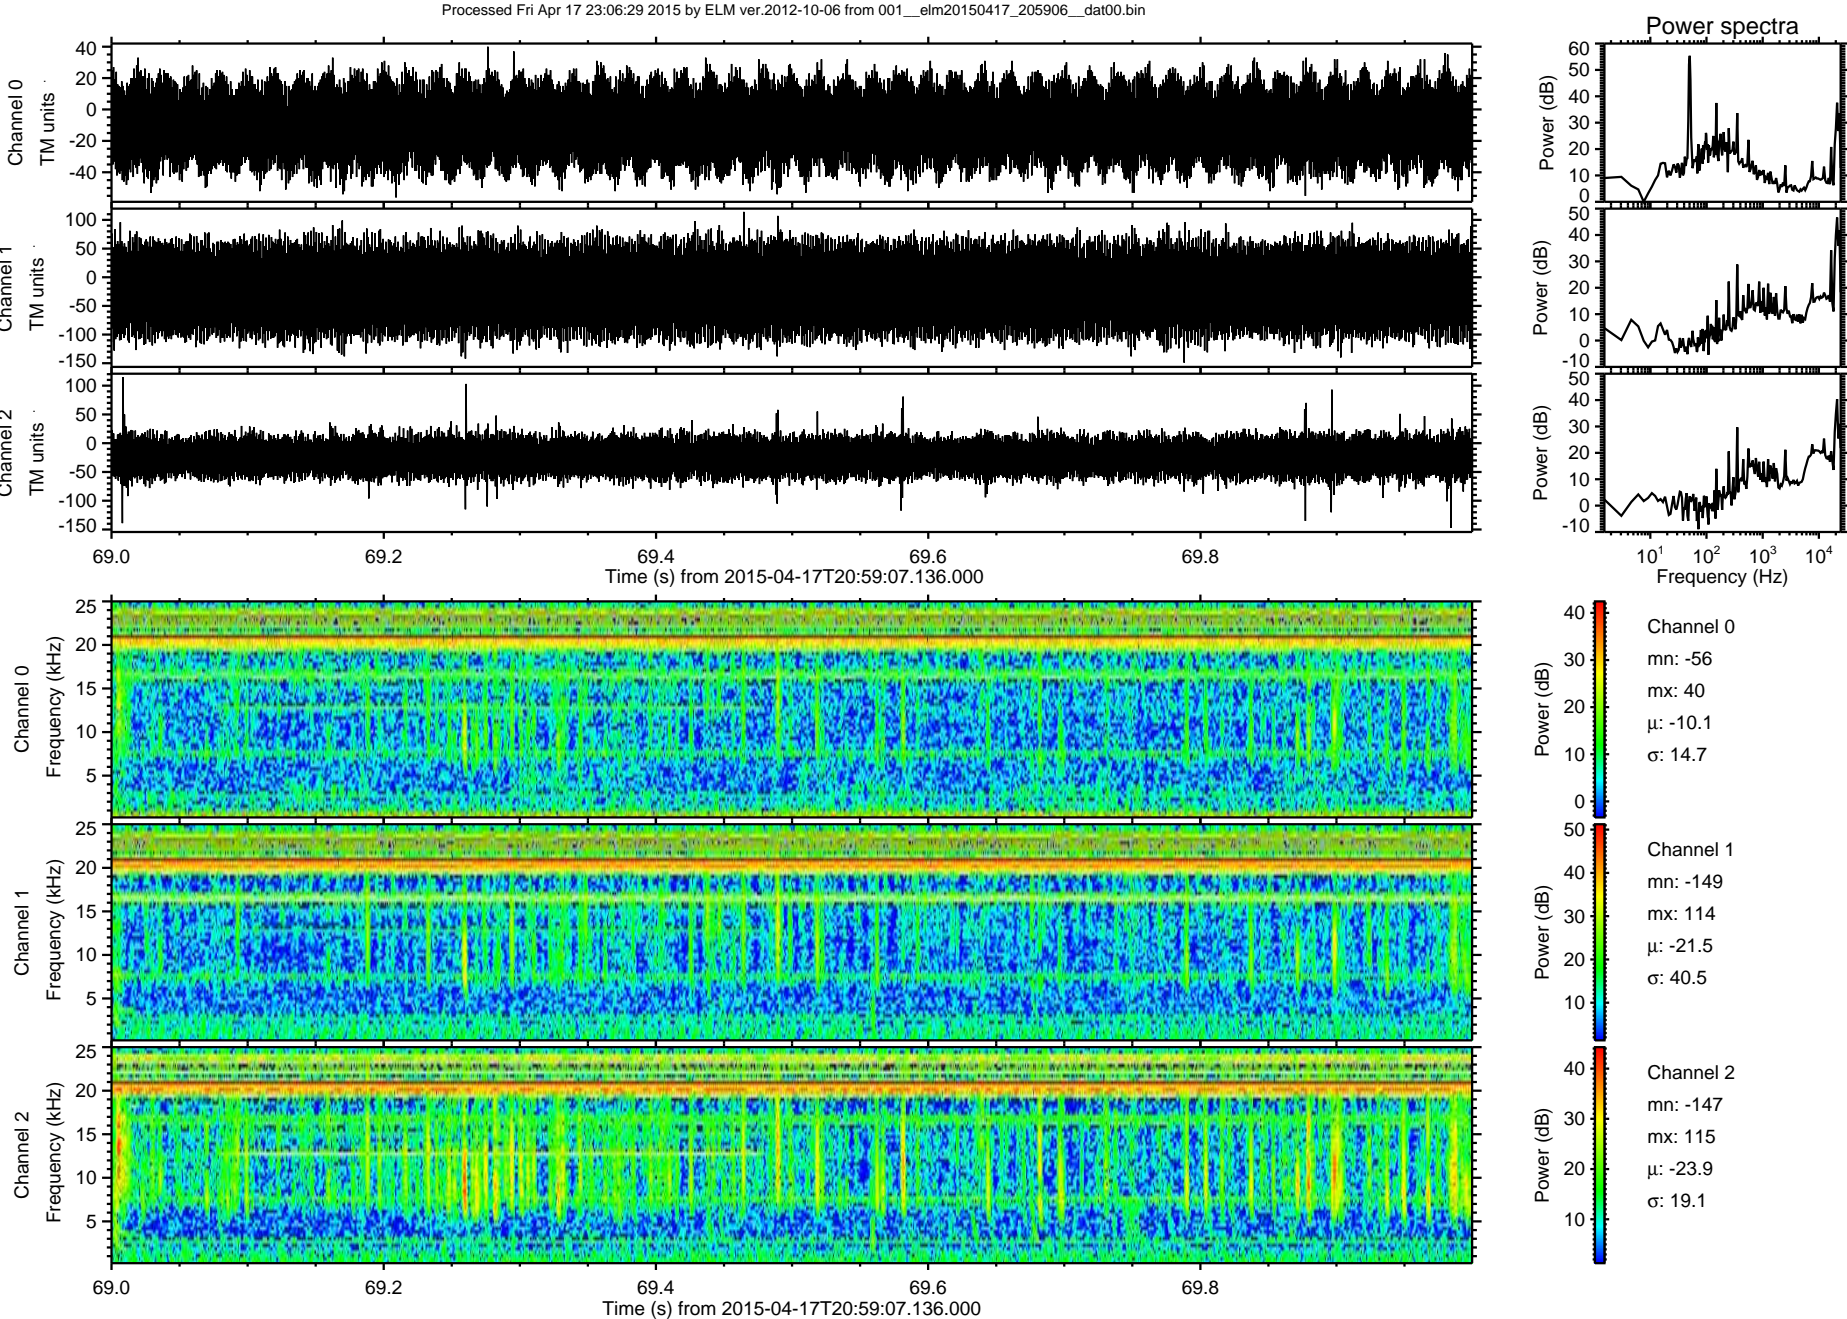 Processed Fri Apr 17 23:06:29 2015 by ELM ver.2012-10-06 from 001__elm20150417_205906__dat00.bin
Power spectra
Channel 0
TM units
40
20
0
-20
-40
Power (dB)
60
50
40
30
20
10
0
Channel 1
TM units
100
50
0
-50
-100
-150
Power (dB)
50
40
30
20
10
0
-10
Channel 2
TM units
100
50
0
-50
-100
-150
Power (dB)
50
40
30
20
10
0
-10
69.0 69.2 69.4 69.6 69.8
Time (s) from 2015-04-17T20:59:07.136.000
10^1 10^2 10^3 10^4
Frequency (Hz)
Channel 0
Frequency (kHz)
25
20
15
10
5
Power (dB)
40
30
20
10
0
Channel 0
mn: -56
mx: 40
μ: -10.1
σ: 14.7
Channel 1
Frequency (kHz)
25
20
15
10
5
Power (dB)
50
40
30
20
10
Channel 1
mn: -149
mx: 114
μ: -21.5
σ: 40.5
Channel 2
Frequency (kHz)
25
20
15
10
5
Power (dB)
40
30
20
10
Channel 2
mn: -147
mx: 115
μ: -23.9
σ: 19.1
69.0 69.2 69.4 69.6 69.8
Time (s) from 2015-04-17T20:59:07.136.000